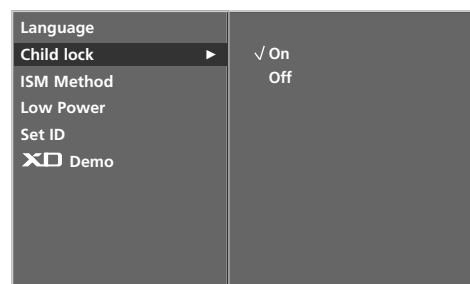 Language
Child lock ►
ISM Method
Low Power
Set ID
XD Demo
√ On
Off